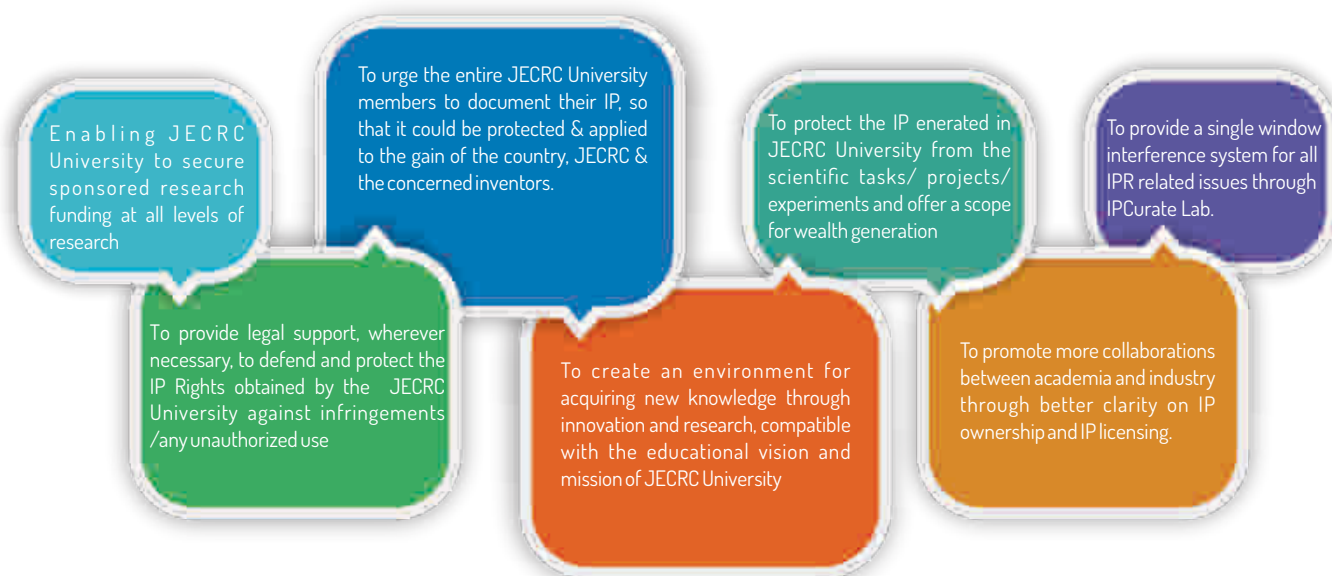 Enabling JECRC
University to secure
sponsored research
funding at all levels of
research
To provide legal support, wherever
necessary, to defend and protect the
IP Rights obtained by the JECRC
University against infringements
/any unauthorized use
To urge the entire JECRC University
members to document their IP, so
that it could be protected & applied
to the gain of the country, JECRC &
the concerned inventors.
To create an environment for
acquiring new knowledge through
innovation and research, compatible
with the educational vision and
mission of JECRC University
To protect the IP enerated in
JECRC University from the
scientific tasks/ projects/
experiments and offer a scope
for wealth generation
To promote more collaborations
between academia and industry
through better clarity on IP
ownership and IP licensing.
To provide a single window
interference system for all
IPR related issues through
IPCurate Lab.